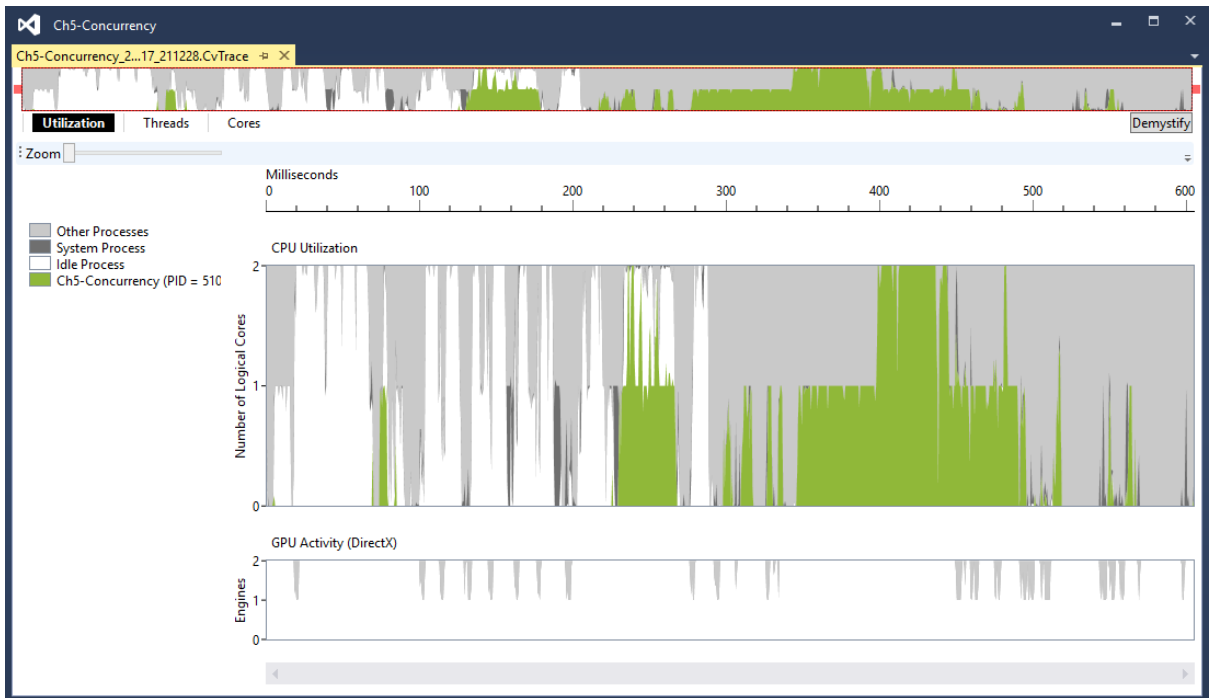 Ch5-Concurrency
Ch5-Concurrency_2...17_211228.CvTrace
Utilization Threads Cores Demystify
Zoom
Milliseconds
0 100 200 300 400 500 600
Other Processes
System Process
Idle Process
Ch5-Concurrency (PID = 510
CPU Utilization
2
1
0
Number of Logical Cores
GPU Activity (DirectX)
2
1
0
Engines